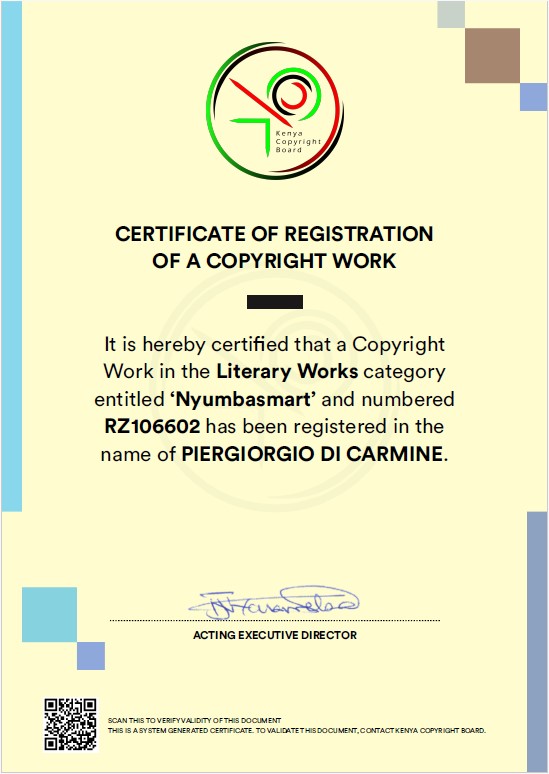 Kenya
Copyright
Board
CERTIFICATE OF REGISTRATION
OF A COPYRIGHT WORK
It is hereby certified that a Copyright
Work in the Literary Works category
entitled ‘Nyumbasmart’ and numbered
RZ106602 has been registered in the
name of PIERGIORGIO DI CARMINE.
ACTING EXECUTIVE DIRECTOR
SCAN THIS TO VERIFY VALIDITY OF THIS DOCUMENT
THIS IS A SYSTEM GENERATED CERTIFICATE. TO VALIDATE THIS DOCUMENT, CONTACT KENYA COPYRIGHT BOARD.